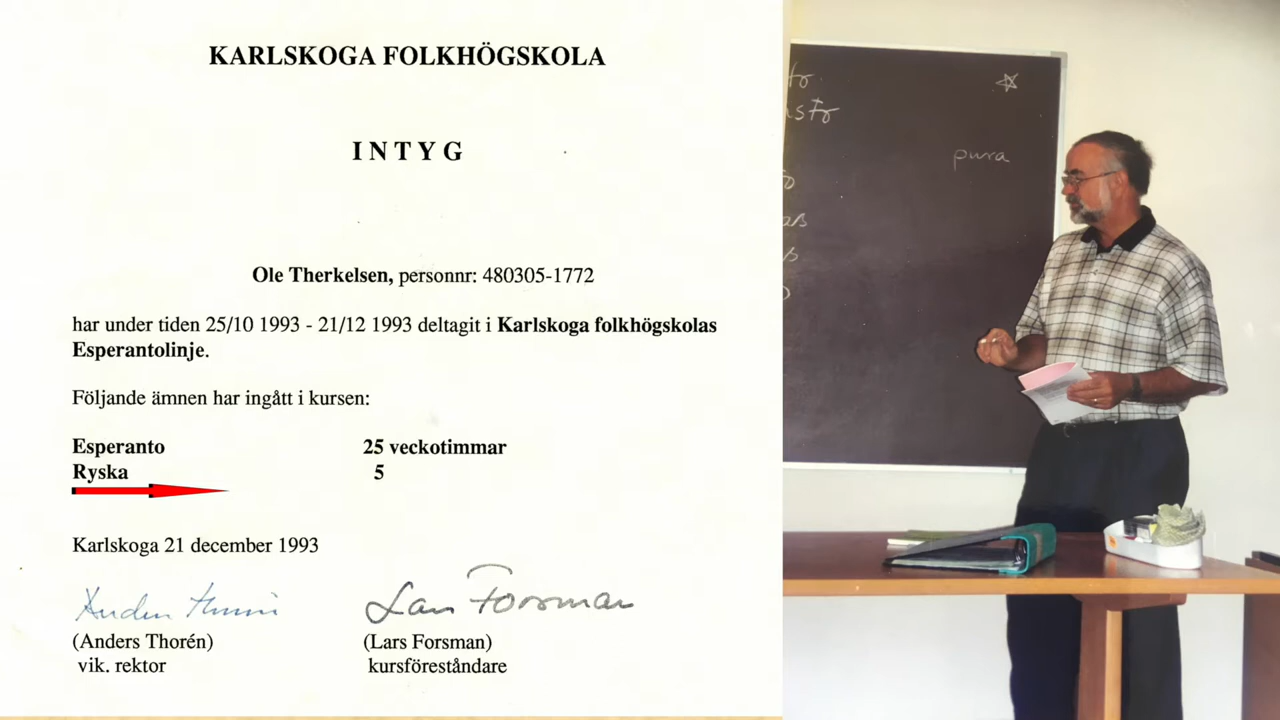 KARLSKOGA FOLKHÖGSKOLA
INTYG
Ole Therkelsen, personnr: 480305-1772
har under tiden 25/10 1993 - 21/12 1993 deltagit i Karlskoga folkhögskolas
Esperantolinje.
Följande ämnen har ingått i kursen:
Esperanto 25 veckotimmar
Ryska 5
Karlskoga 21 december 1993
Lars Forsman
(Anders Thorén) (Lars Forsman)
vik. rektor kursföreståndare
pura